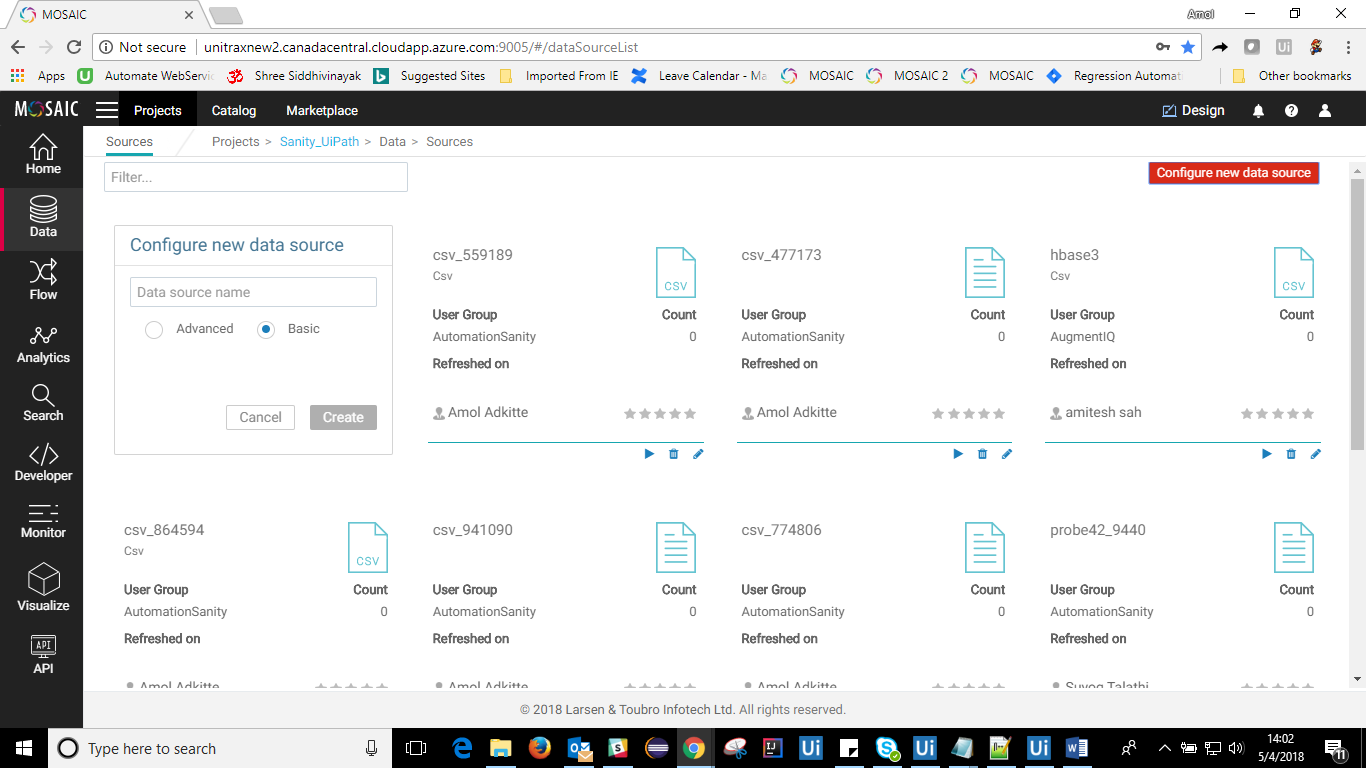 MOSAIC
Amol
Not secure | unitraxnew2.canadacentral.cloudapp.azure.com:9005/#/dataSourceList
Apps Automate WebServic Shree Siddhivinayak Suggested Sites Imported From IE Leave Calendar - Ma MOSAIC MOSAIC 2 MOSAIC Regression Automat Other bookmarks
MOSAIC Projects Catalog Marketplace Design
Sources Projects > Sanity_UiPath > Data > Sources
Home
Data
Flow
Analytics
Search
Developer
Monitor
Visualize
API
API
Filter...
Configure new data source
Configure new data source
Data source name
Advanced Basic
Cancel Create
csv_559189
Csv
CSV
User Group Count
AutomationSanity 0
Refreshed on
Amol Adkitte
csv_477173
User Group Count
AutomationSanity 0
Refreshed on
Amol Adkitte
hbase3
Csv
CSV
User Group Count
AugmentIQ 0
Refreshed on
amitesh sah
csv_864594
Csv
CSV
User Group Count
AutomationSanity 0
Refreshed on
Amol Adkitte
csv_941090
User Group Count
AutomationSanity 0
Refreshed on
Amol Adkitte
csv_774806
User Group Count
AutomationSanity 0
Refreshed on
Amol Adkitte
probe42_9440
User Group Count
AutomationSanity 0
Refreshed on
Suyog Talathi
© 2018 Larsen & Toubro Infotech Ltd. All rights reserved.
Type here to search
14:02
5/4/2018
11